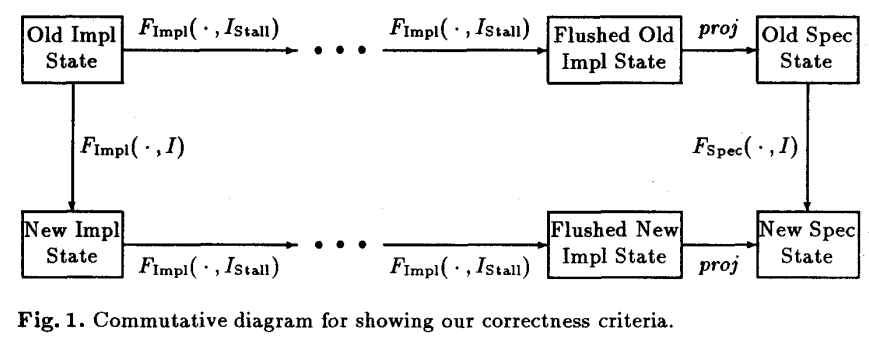 Old Impl State
F_Impl( · , I_Stall)
• • •
F_Impl( · , I_Stall)
Flushed Old Impl State
proj
Old Spec State
F_Impl( · , I)
F_Spec( · , I)
New Impl State
F_Impl( · , I_Stall)
• • •
F_Impl( · , I_Stall)
Flushed New Impl State
proj
New Spec State
Fig. 1. Commutative diagram for showing our correctness criteria.